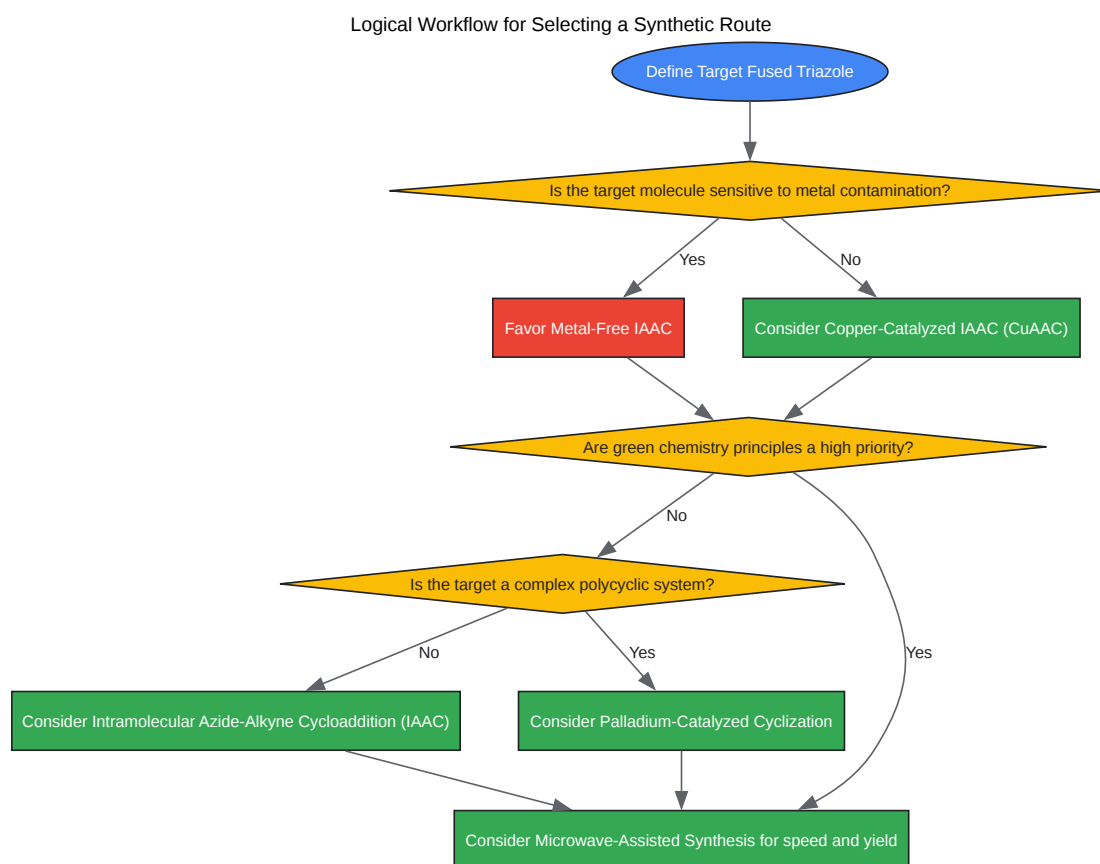 Logical Workflow for Selecting a Synthetic Route
Define Target Fused Triazole
Is the target molecule sensitive to metal contamination?
Yes
No
Favor Metal-Free IAAC
Consider Copper-Catalyzed IAAC (CuAAC)
Are green chemistry principles a high priority?
No
Is the target a complex polycyclic system?
No
Yes
Yes
Consider Intramolecular Azide-Alkyne Cycloaddition (IAAC)
Consider Palladium-Catalyzed Cyclization
Consider Microwave-Assisted Synthesis for speed and yield